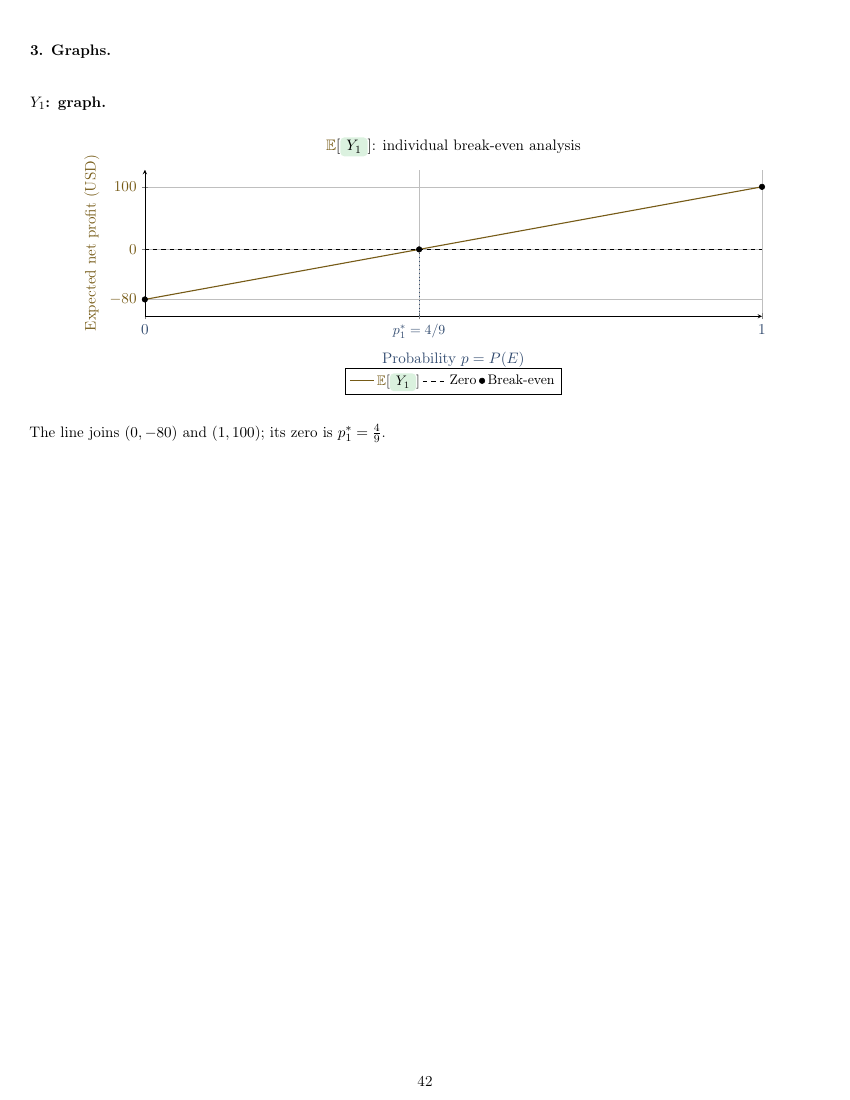 3. Graphs.
Y₁: graph.
𝔼[ Y₁ ]: individual break-even analysis
Expected net profit (USD)
100
0
−80
0
p₁* = 4/9
1
Probability p = P(E)
𝔼[ Y₁ ] Zero Break-even
The line joins (0, −80) and (1, 100); its zero is p₁* = 4/9.
42